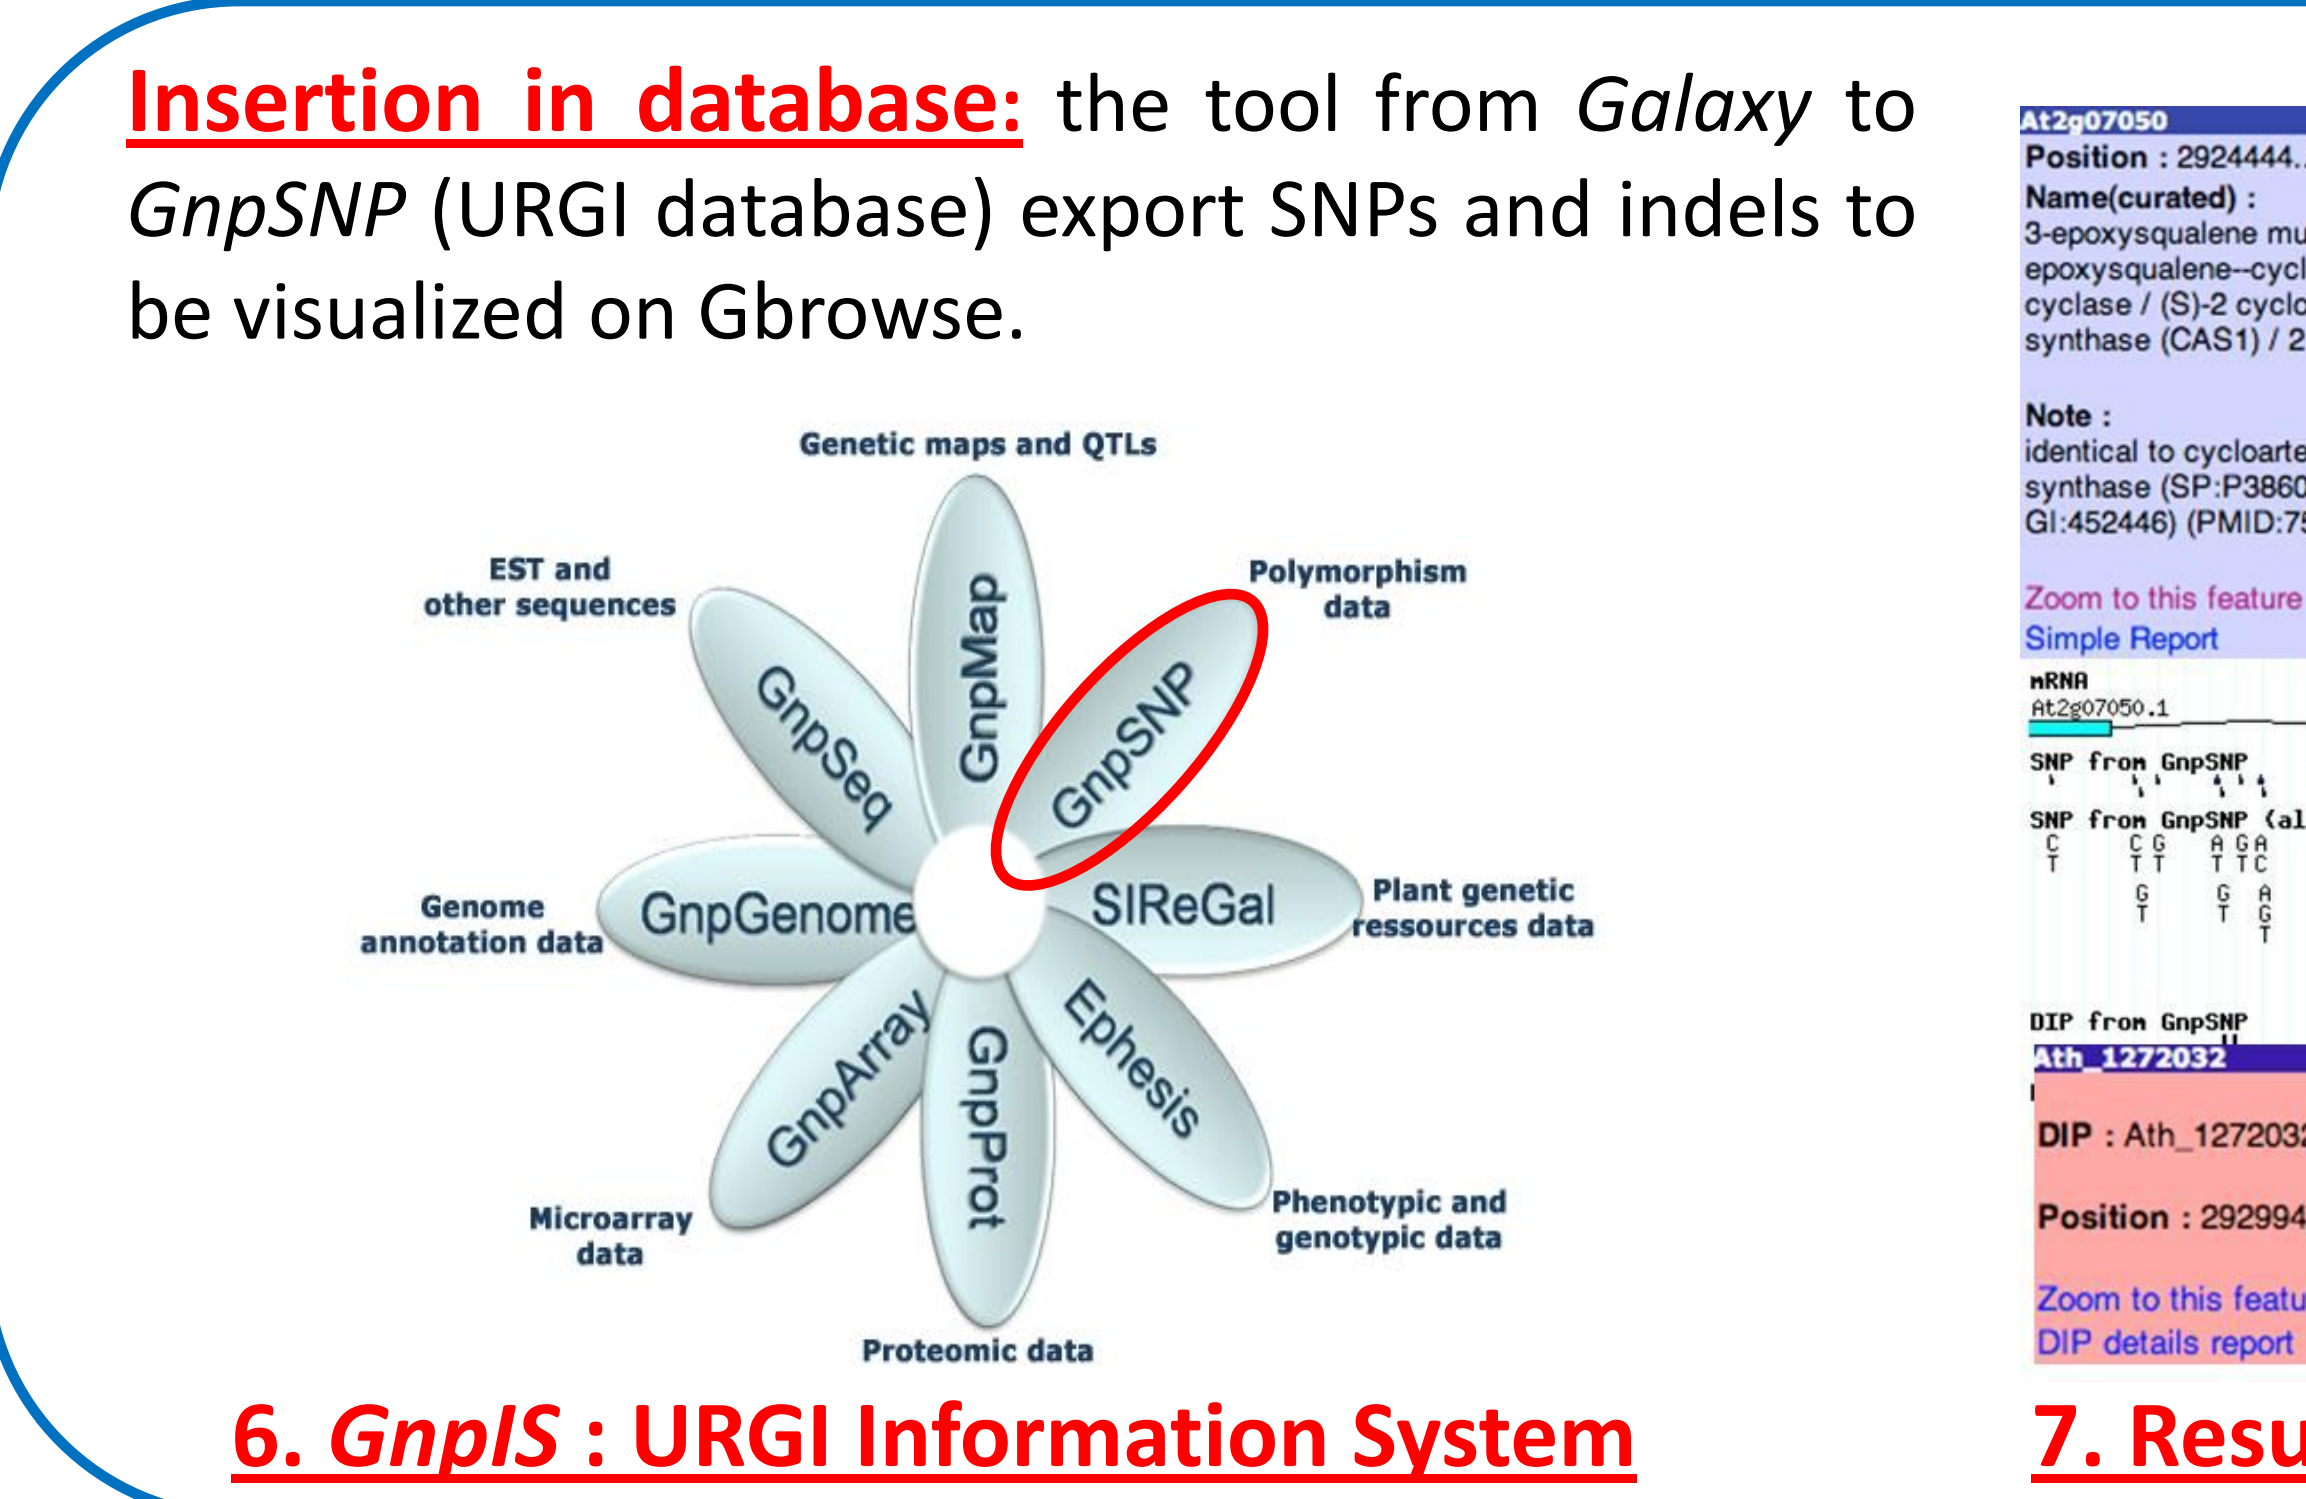 Insertion in database: the tool from Galaxy to
GnpSNP (URGI database) export SNPs and indels to
be visualized on Gbrowse.
Genetic maps and QTLs
EST and
other sequences
Polymorphism
data
GnpMap
GnpSeq
GnpSNP
Genome
annotation data
GnpGenome
SIReGal
Plant genetic
ressources data
GnpArray
GnpProt
Ephesis
Microarray
data
Phenotypic and
genotypic data
Proteomic data
6. GnpIS : URGI Information System
At2g07050
Position : 2924444.
Name(curated) :
3-epoxysqualene mu
epoxysqualene--cycl
cyclase / (S)-2 cyclo
synthase (CAS1) / 2
Note :
identical to cycloarte
synthase (SP:P3860
GI:452446) (PMID:75
Zoom to this feature
Simple Report
mRNA
At2g07050.1
SNP from GnpSNP
SNP from GnpSNP (al
C C G A G A
T T T T T C
G G A
T T G
T
DIP from GnpSNP
Ath_1272032
DIP : Ath_1272032
Position : 292994
Zoom to this featu
DIP details report
7. Resu